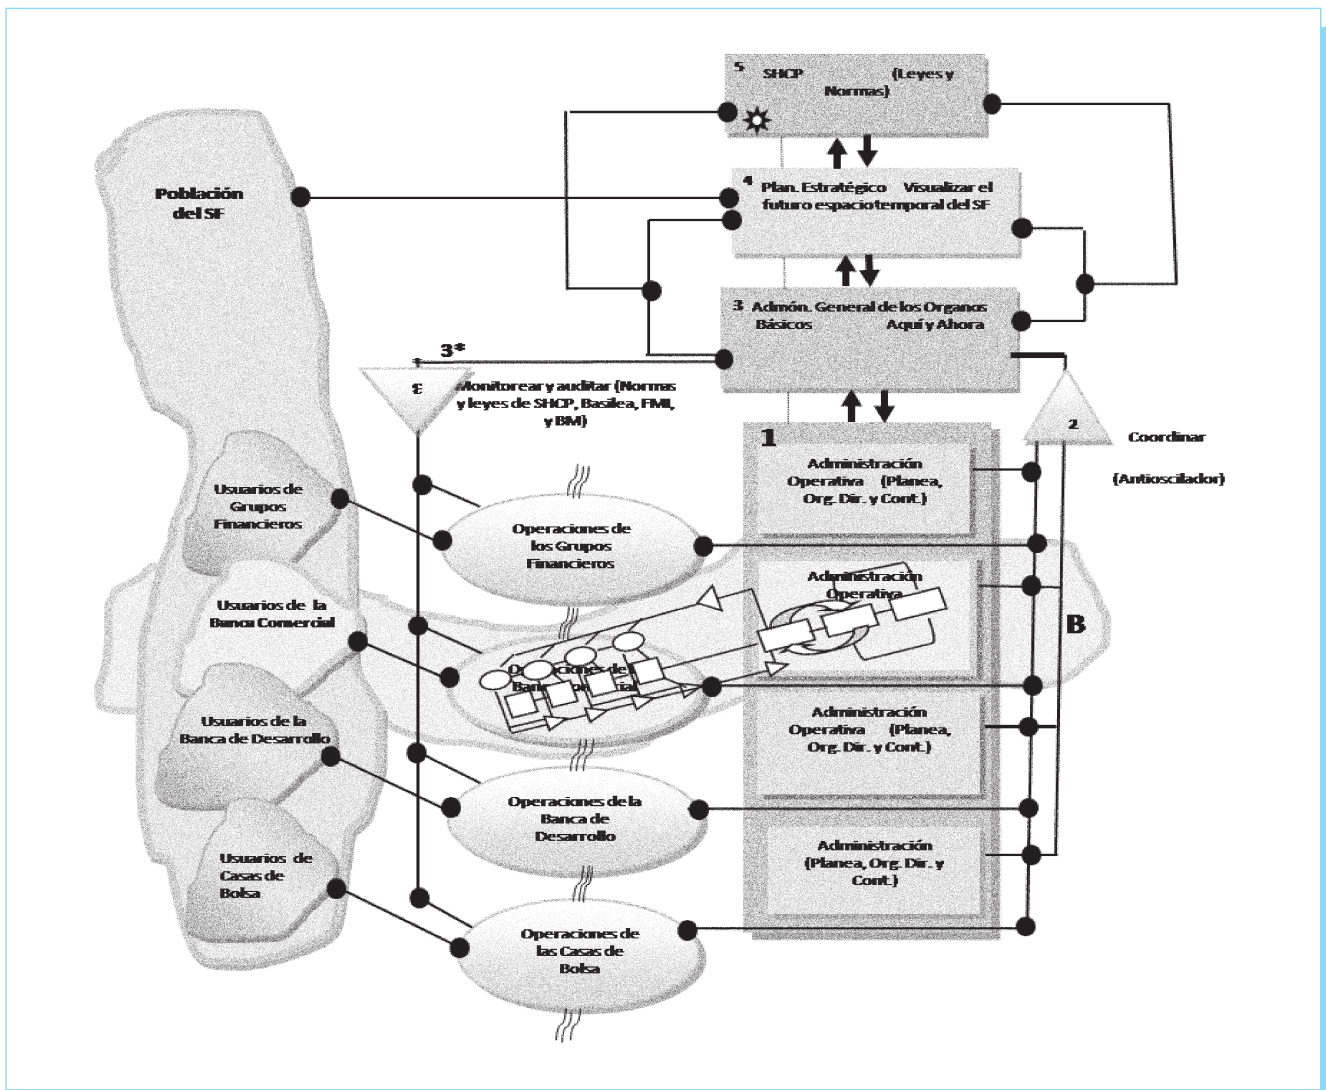 5 SHCP (Leyes y
Normas)
4 Plan. Estratégico Visualizar el
futuro espaciotemporal del SF
3 Admón. General de los Organos
Básicos Aquí y Ahora
Población
del SF
3*
Monitorear y auditar (Normas
y leyes de SHCP, Basilea, FMI,
y BM)
2
Coordinar
(Antioscilador)
1
Administración
Operativa (Planea,
Org. Dir. y Cont.)
Usuarios de
Grupos
Financieros
Operaciones de
los Grupos
Financieros
Administración
Operativa
B
Usuarios de la
Banca Comercial
Usuarios de la
Banca de Desarrollo
Administración
Operativa (Planea,
Org. Dir. y Cont.)
Operaciones de la
Banca de
Desarrollo
Usuarios de
Casas de
Bolsa
Administración
(Planea, Org. Dir. y
Cont.)
Operaciones de
las Casas de
Bolsa